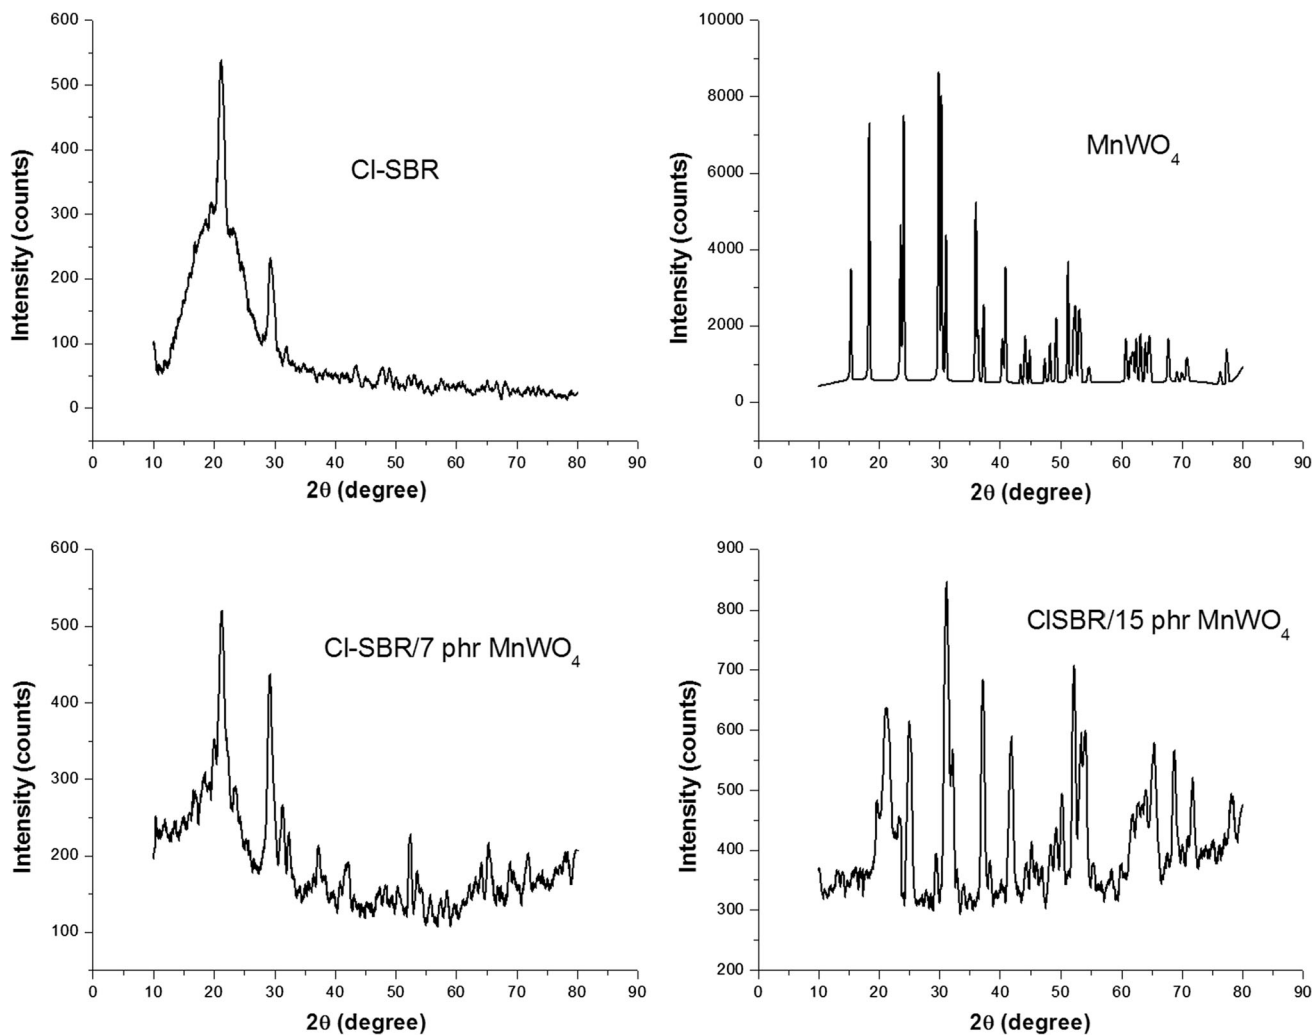 600
500
400
300
200
100
0
Intensity (counts)
Cl-SBR
0 10 20 30 40 50 60 70 80 90
2θ (degree)
10000
8000
6000
4000
2000
0
Intensity (counts)
MnWO4
0 10 20 30 40 50 60 70 80 90
2θ (degree)
600
500
400
300
200
100
Intensity (counts)
Cl-SBR/7 phr MnWO4
0 10 20 30 40 50 60 70 80 90
2θ (degree)
900
800
700
600
500
400
300
200
Intensity (counts)
ClSBR/15 phr MnWO4
0 10 20 30 40 50 60 70 80 90
2θ (degree)